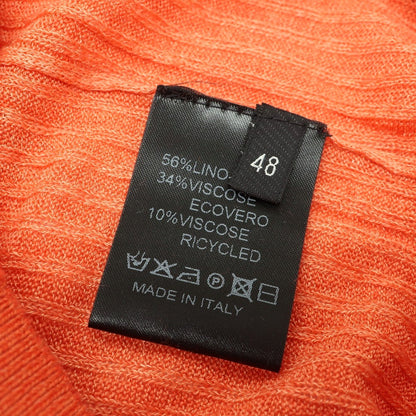 48
56%LINO-
34%VISCOSE
ECOVERO
10%VISCOSE
RICYCLED
P
MADE IN ITALY